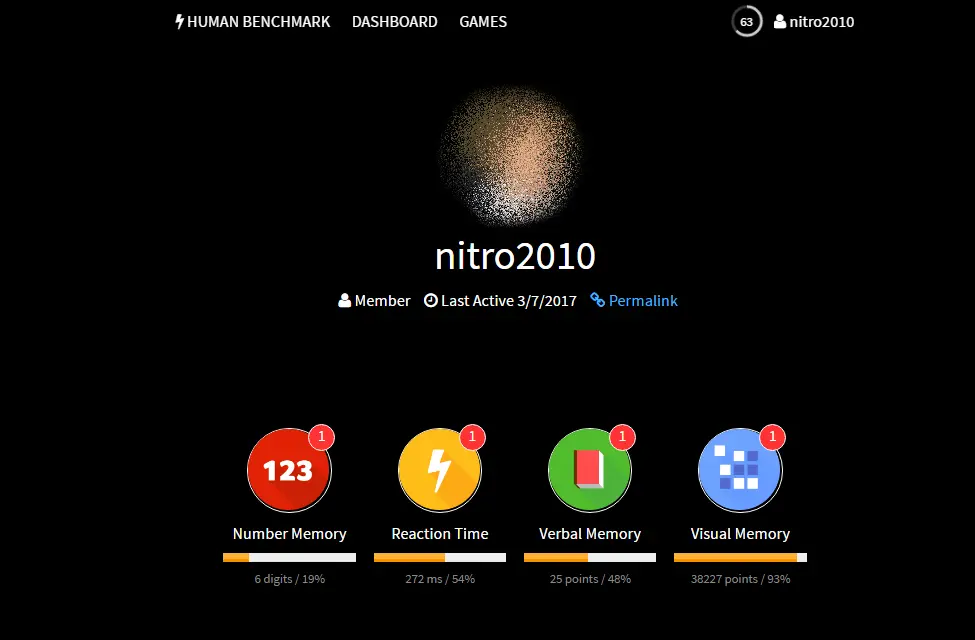 HUMAN BENCHMARK DASHBOARD GAMES 63 nitro2010
nitro2010
Member Last Active 3/7/2017 Permalink
1 1 1 1
123
Number Memory Reaction Time Verbal Memory Visual Memory
6 digits / 19% 272 ms / 54% 25 points / 48% 38227 points / 93%